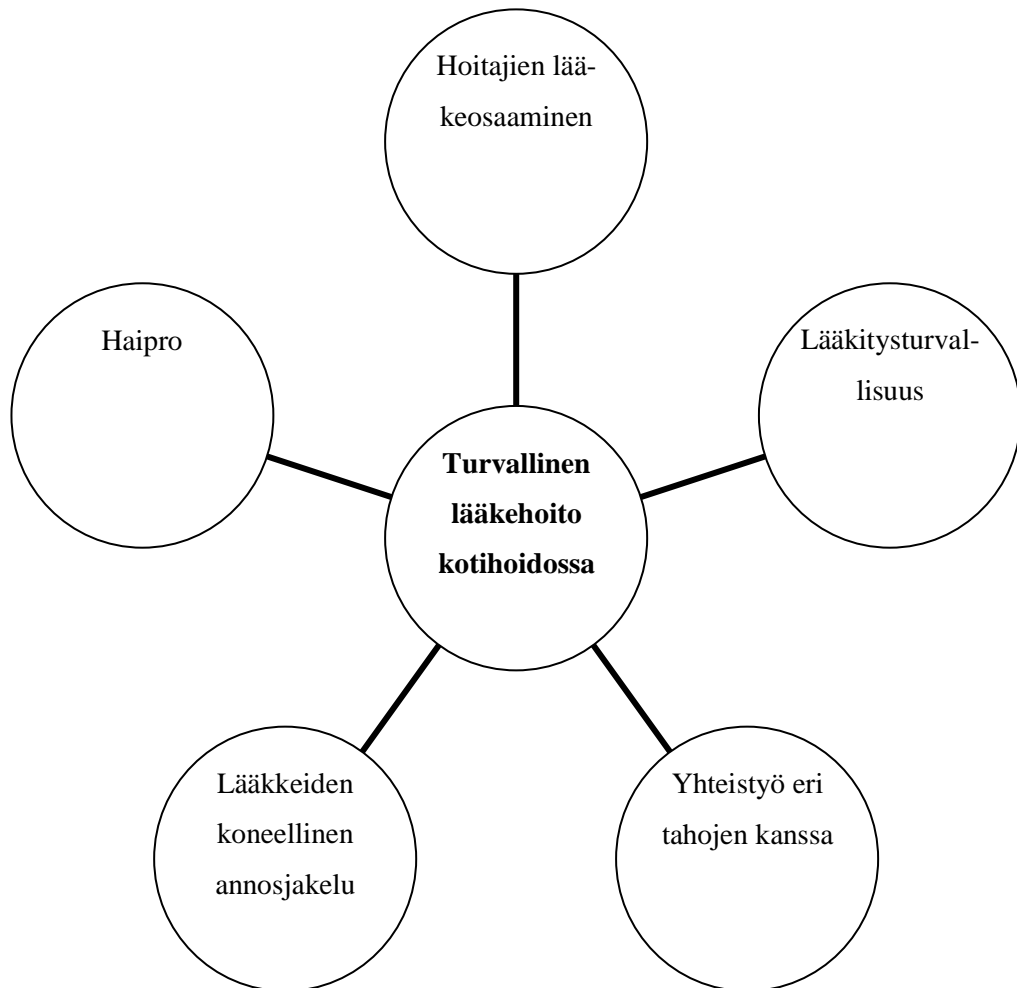 Hoitajien lää-
keosaaminen
Haipro
Lääkitysturval-
lisuus
Turvallinen
lääkehoito
kotihoidossa
Lääkkeiden
koneellinen
annosjakelu
Yhteistyö eri
tahojen kanssa